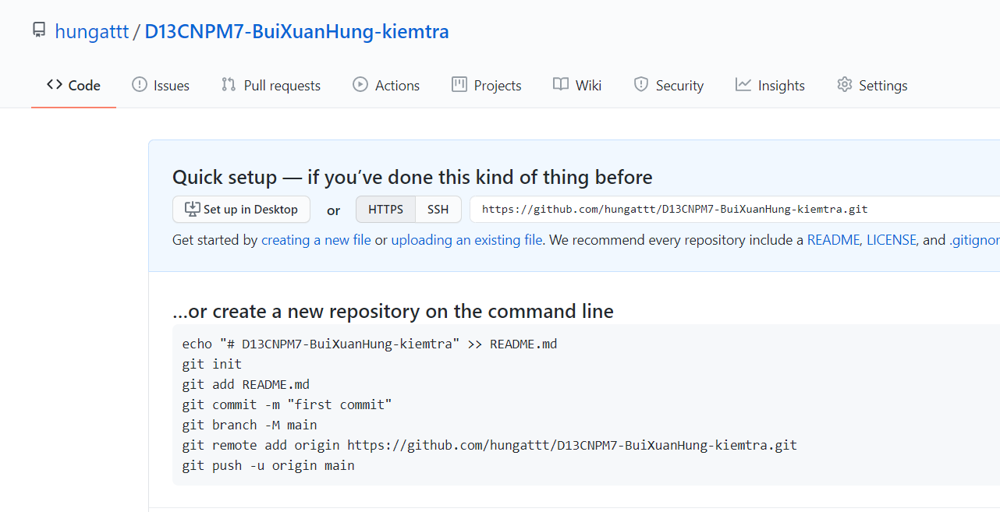 hungattt / D13CNPM7-BuiXuanHung-kiemtra
Code Issues Pull requests Actions Projects Wiki Security Insights Settings
Quick setup — if you’ve done this kind of thing before
Set up in Desktop or HTTPS SSH https://github.com/hungattt/D13CNPM7-BuiXuanHung-kiemtra.git
Get started by creating a new file or uploading an existing file. We recommend every repository include a README, LICENSE, and
…or create a new repository on the command line
echo "# D13CNPM7-BuiXuanHung-kiemtra" >> README.md
git init
git add README.md
git commit -m "first commit"
git branch -M main
git remote add origin https://github.com/hungattt/D13CNPM7-BuiXuanHung-kiemtra.git
git push -u origin main